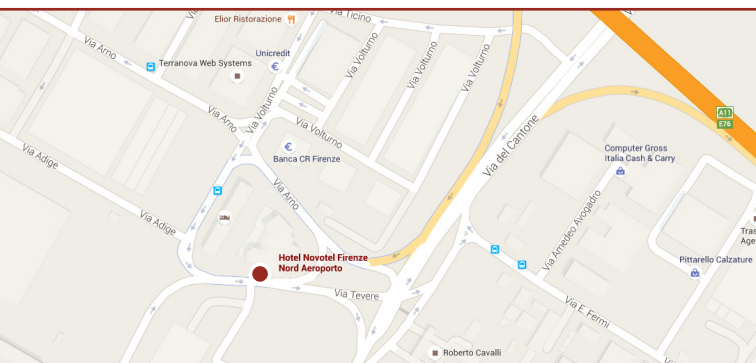 Elior Ristorazione
Via Ticino
Via Arno
Terranova Web Systems
Unicredit
Via Volturno
Via Volturno
Via Volturno
Via Volturno
A11
E76
Via Arno
Via Volturno
Via del Cantone
Banca CR Firenze
Computer Gross
Italia Cash & Carry
Via Adige
Via Arno
Via Amedeo Avogadro
Via Adige
Tras
Age
Hotel Novotel Firenze
Nord Aeroporto
Pittarello Calzature
Via Tevere
Via E. Fermi
Roberto Cavalli